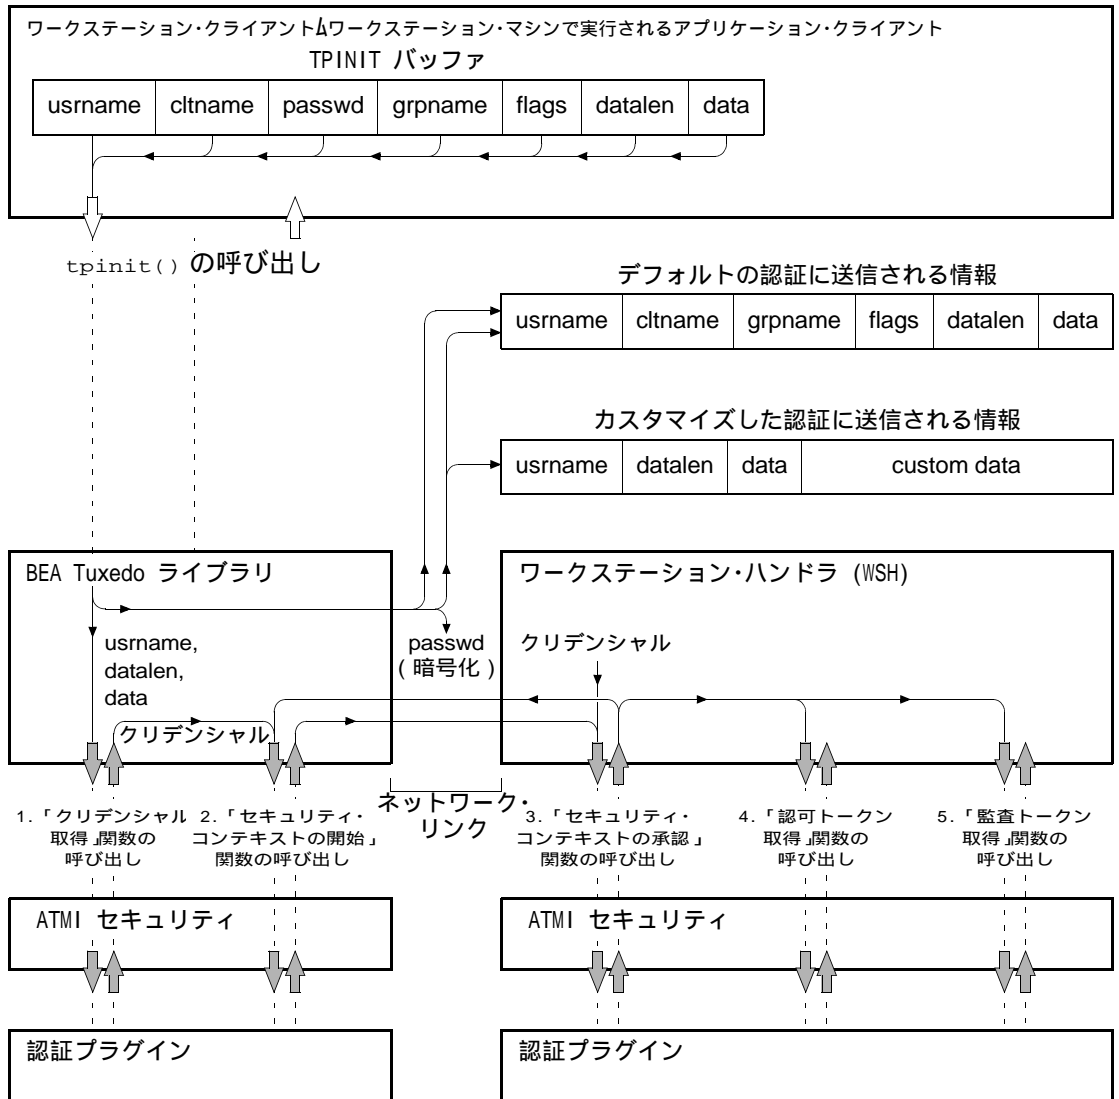 ワークステーション・クライアント ワークステーション・マシンで実行されるアプリケーション・クライアント
TPINIT バッファ
usrname cltname passwd grpname flags datalen data
tpinit() の呼び出し
デフォルトの認証に送信される情報
usrname cltname grpname flags datalen data
カスタマイズした認証に送信される情報
usrname datalen data custom data
BEA Tuxedo ライブラリ
ワークステーション・ハンドラ (WSH)
usrname,
datalen,
data
passwd
(暗号化)
クリデンシャル
クリデンシャル
ネットワーク・
リンク
1.「クリデンシャル
取得」関数の
呼び出し
2.「セキュリティ・
コンテキストの開始」
関数の呼び出し
3.「セキュリティ・
コンテキストの承認」
関数の呼び出し
4.「認可トークン
取得」関数の
呼び出し
5.「監査トークン
取得」関数の
呼び出し
ATMI セキュリティ
ATMI セキュリティ
認証プラグイン
認証プラグイン